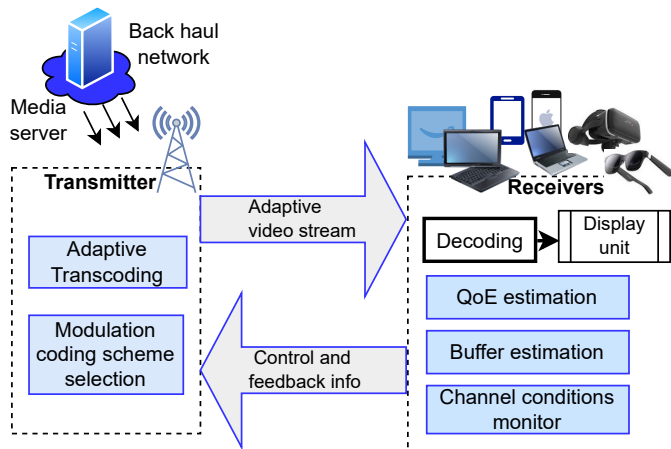 Back haul
network
Media
server
Transmitter
Adaptive
Transcoding
Modulation
coding scheme
selection
Adaptive
video stream
Control and
feedback info
Receivers
Decoding
Display
unit
QoE estimation
Buffer estimation
Channel conditions
monitor